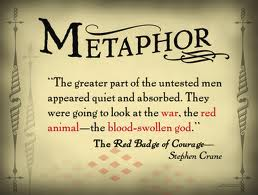 METAPHOR
“The greater part of the untested men
appeared quiet and absorbed. They
were going to look at the war, the red
animal—the blood-swollen god.”
The Red Badge of Courage—
Stephen Crane